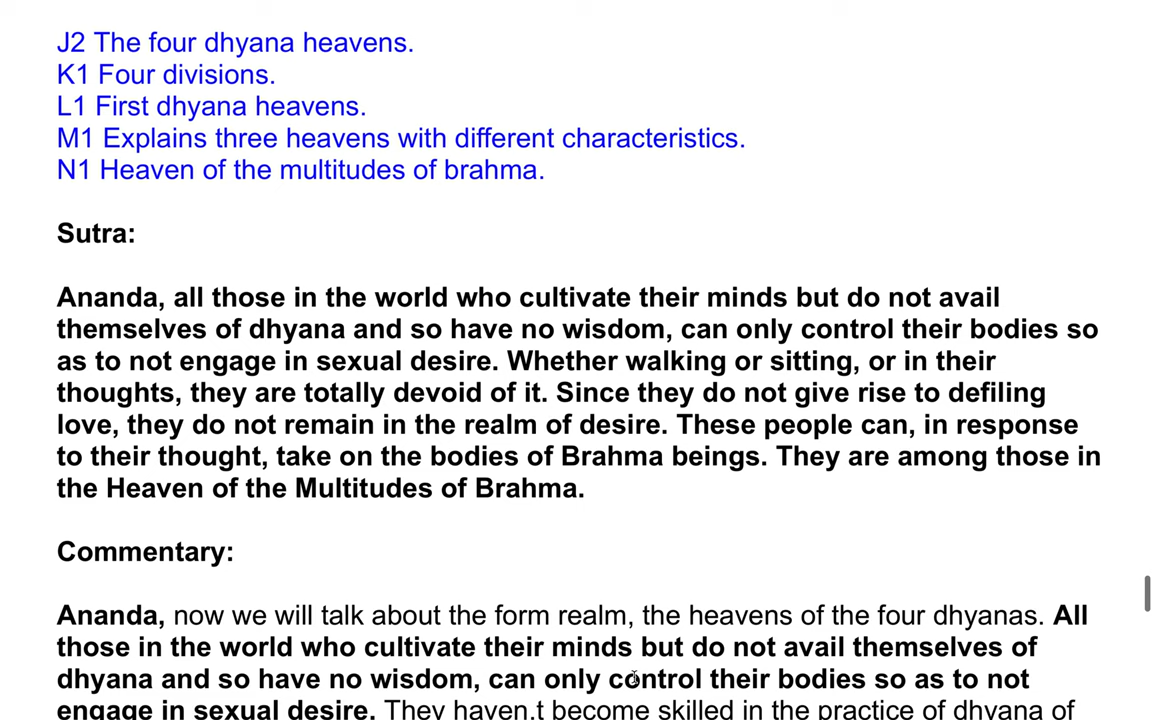 J2 The four dhyana heavens.
K1 Four divisions.
L1 First dhyana heavens.
M1 Explains three heavens with different characteristics.
N1 Heaven of the multitudes of brahma.
Sutra:
Ananda, all those in the world who cultivate their minds but do not avail
themselves of dhyana and so have no wisdom, can only control their bodies so
as to not engage in sexual desire. Whether walking or sitting, or in their
thoughts, they are totally devoid of it. Since they do not give rise to defiling
love, they do not remain in the realm of desire. These people can, in response
to their thought, take on the bodies of Brahma beings. They are among those in
the Heaven of the Multitudes of Brahma.
Commentary:
Ananda, now we will talk about the form realm, the heavens of the four dhyanas. All
those in the world who cultivate their minds but do not avail themselves of
dhyana and so have no wisdom, can only control their bodies so as to not
engage in sexual desire. They haven.t become skilled in the practice of dhyana of